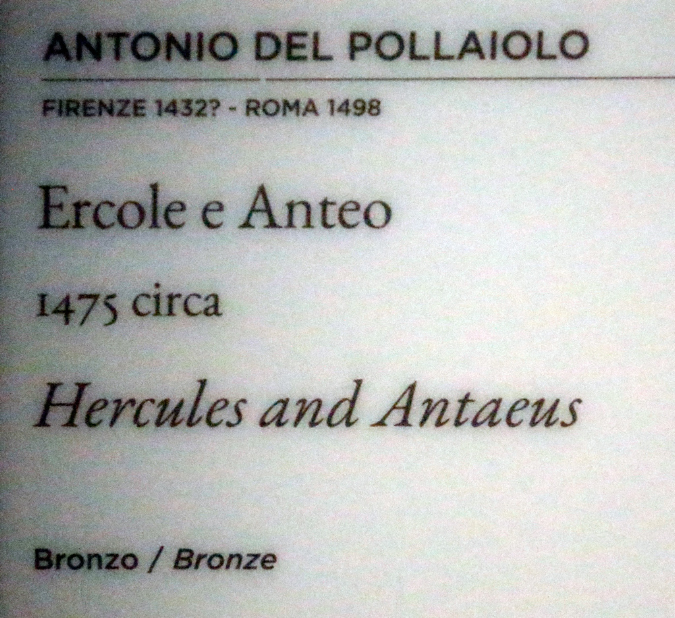 ANTONIO DEL POLLAIOLO
FIRENZE 1432? - ROMA 1498
Ercole e Anteo
1475 circa
Hercules and Antaeus
Bronzo / Bronze